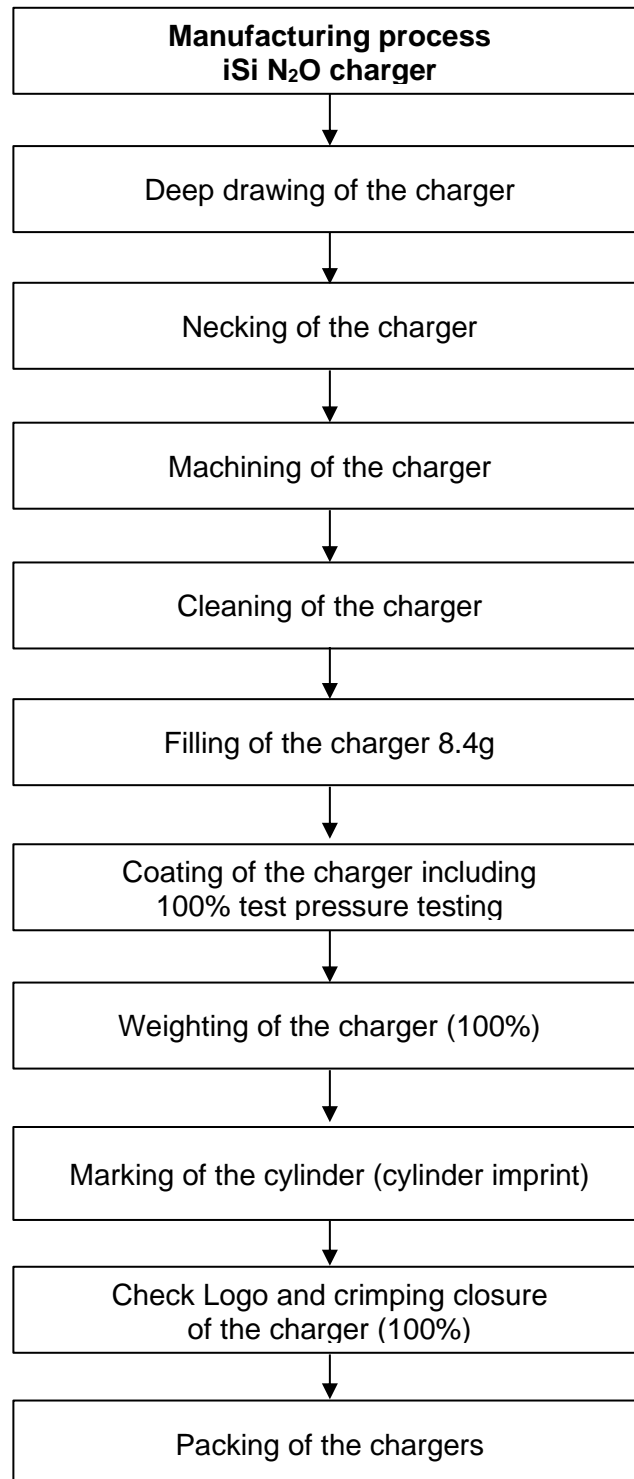 Manufacturing process
iSi N₂O charger
Deep drawing of the charger
Necking of the charger
Machining of the charger
Cleaning of the charger
Filling of the charger 8.4g
Coating of the charger including
100% test pressure testing
Weighting of the charger (100%)
Marking of the cylinder (cylinder imprint)
Check Logo and crimping closure
of the charger (100%)
Packing of the chargers